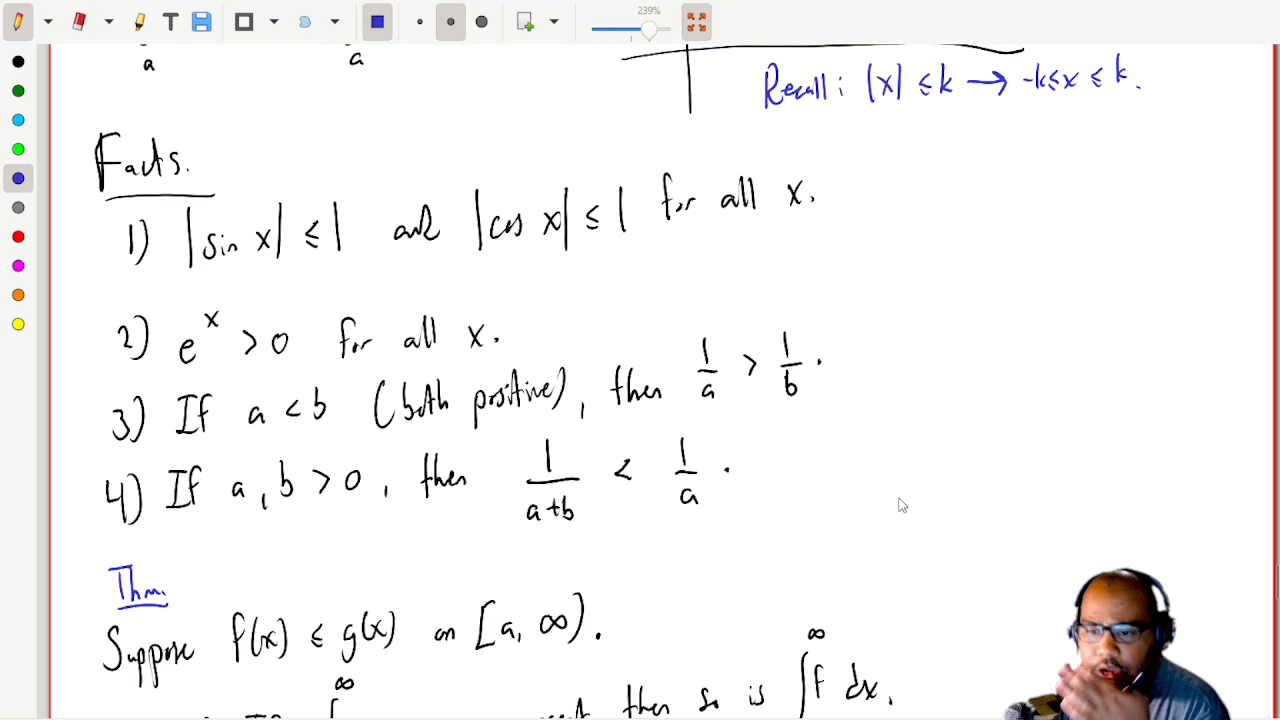 239%
a a
Recall: |x| ≤ k → -k ≤ x ≤ k.
Facts.
1) |sin x| ≤ 1 and |cos x| ≤ 1 for all x.
2) e^x > 0 for all x.
3) If a < b (both positive), then 1/a > 1/b.
4) If a, b > 0, then 1/(a+b) < 1/a.
Thm.
Suppose f(x) ≤ g(x) on [a, ∞).
∞ then so is ∫^∞ f dx.